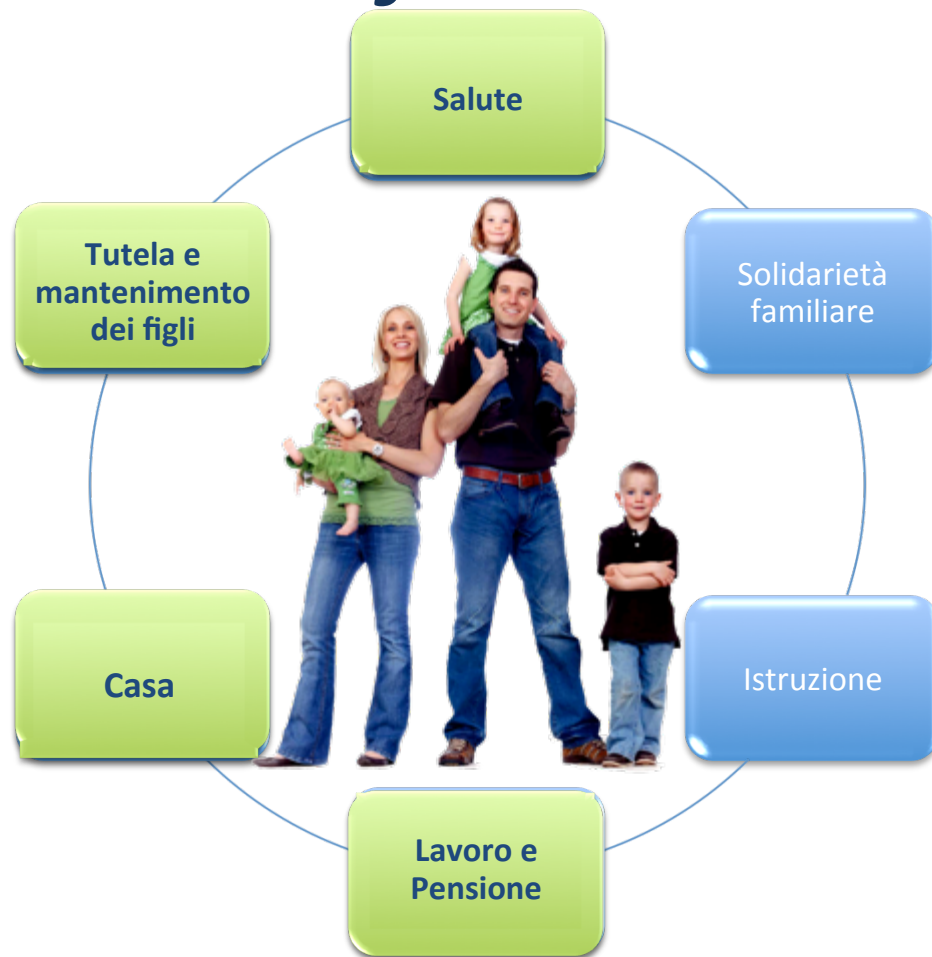 Salute
Solidarietà
familiare
Istruzione
Lavoro e
Pensione
Casa
Tutela e
mantenimento
dei figli